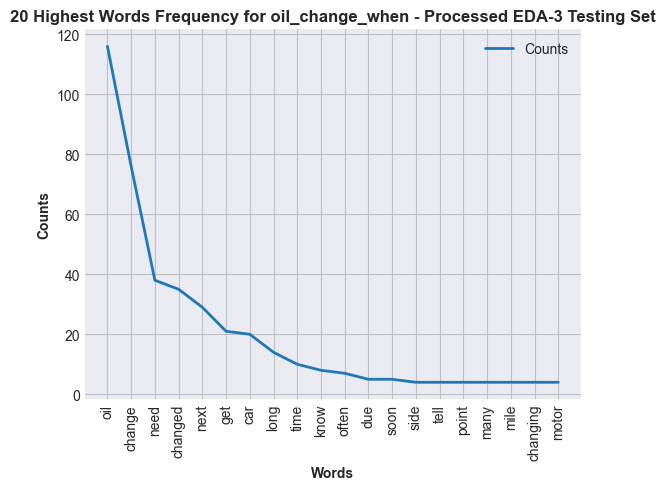 20 Highest Words Frequency for oil_change_when - Processed EDA-3 Testing Set
Counts
120
100
80
60
40
20
0
Counts
oil
change
need
changed
next
get
car
long
time
know
often
due
soon
side
tell
point
many
mile
changing
motor
Words